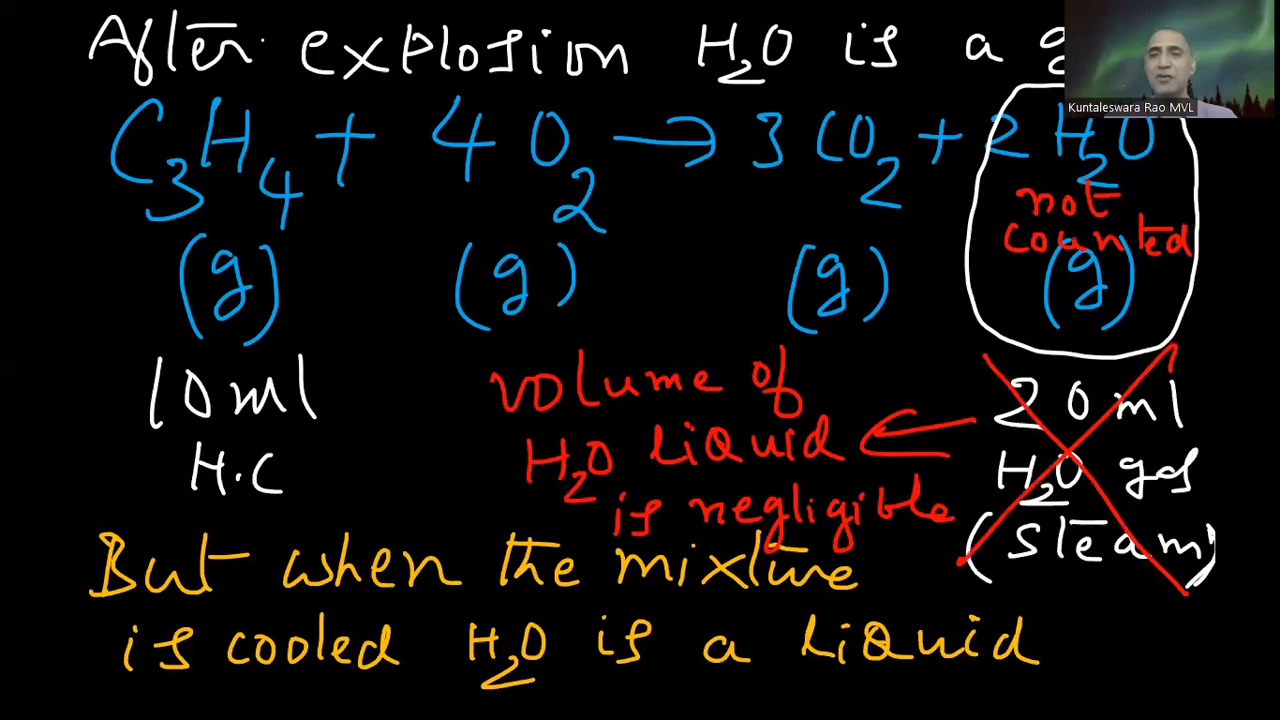 After explosion H2O is a g
Kuntaleswara Rao MVL
C3H4 + 4 O2 → 3 CO2 + 2 H2O
not
counted
(g) (g) (g) (g)
10 ml
H.C
volume of
H2O liquid
is negligible
20 ml
H2O gas
(steam)
But when the mixture
is cooled H2O is a liquid